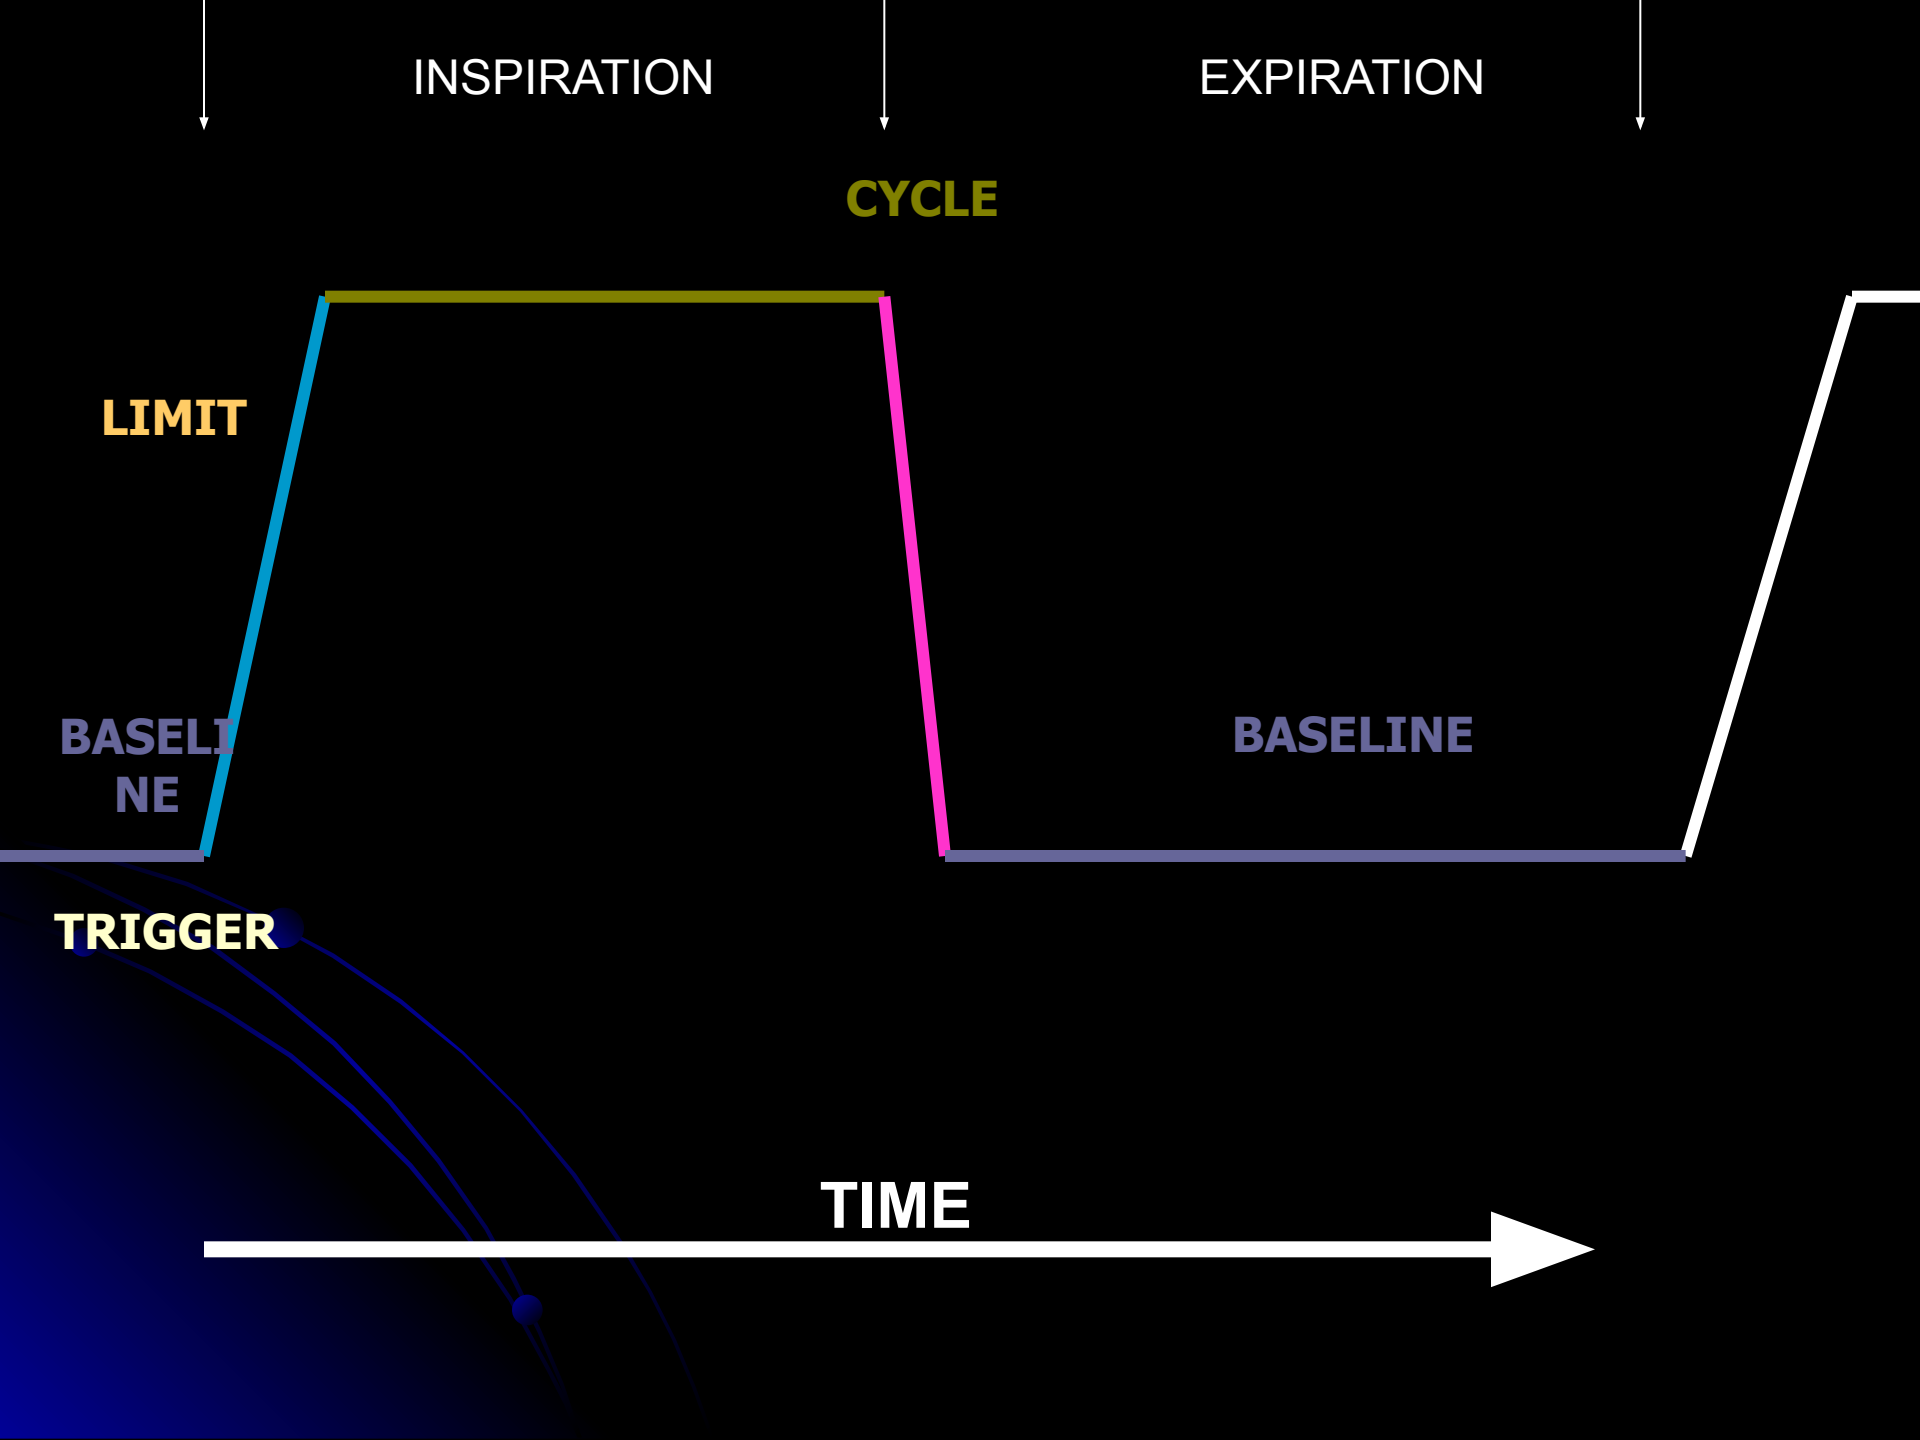 INSPIRATION
EXPIRATION
CYCLE
LIMIT
BASELI
NE
BASELINE
TRIGGER
TIME